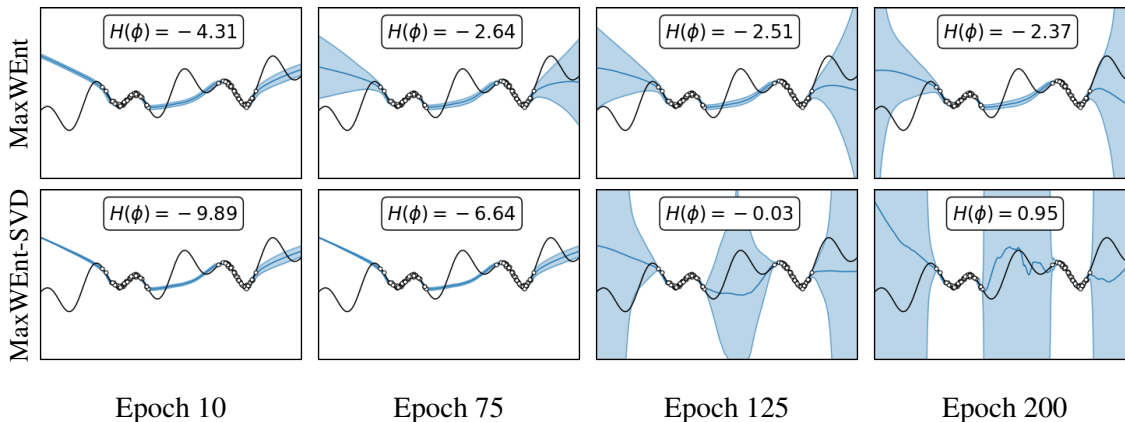 MaxWEnt
H(ϕ) = −4.31
H(ϕ) = −2.64
H(ϕ) = −2.51
H(ϕ) = −2.37
MaxWEnt-SVD
H(ϕ) = −9.89
H(ϕ) = −6.64
H(ϕ) = −0.03
H(ϕ) = 0.95
Epoch 10
Epoch 75
Epoch 125
Epoch 200